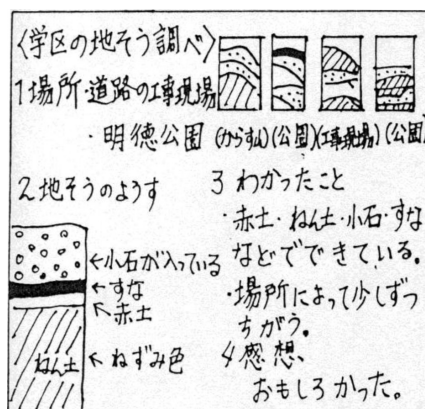 〈学区の地そう調べ〉
1 場所・道路の工事現場
・明徳公園
(からす山)(公園)(工事現場)(公園)
2 地そうのようす
←小石が入っている
←すな
↖赤土
ねん土
↖ねずみ色
3 わかったこと
・赤土・ねん土・小石・すな
などでできている。
・場所によって少しずつ
ちがう。
4 感想
おもしろかった。